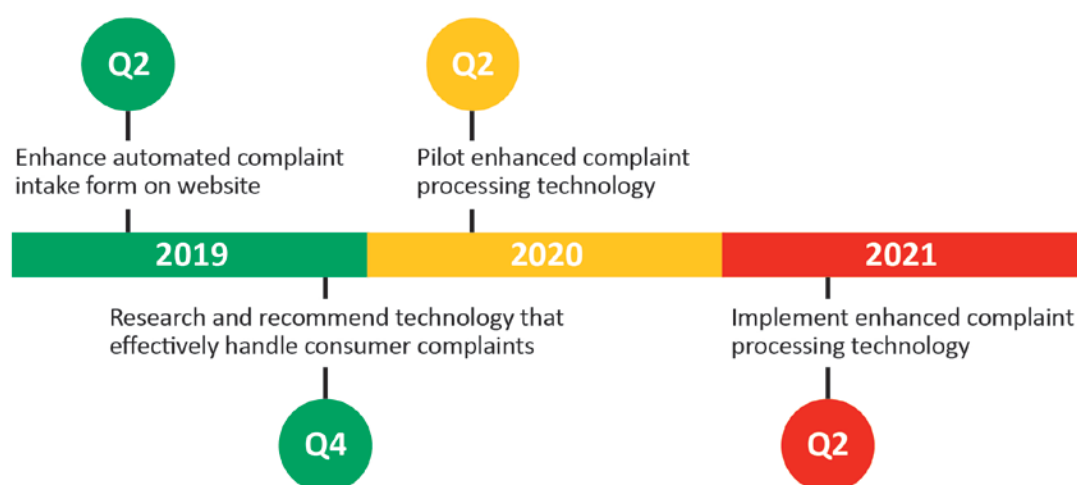 Q2
Enhance automated complaint
intake form on website
Q2
Pilot enhanced complaint
processing technology
2019
2020
2021
Research and recommend technology that
effectively handle consumer complaints
Q4
Implement enhanced complaint
processing technology
Q2